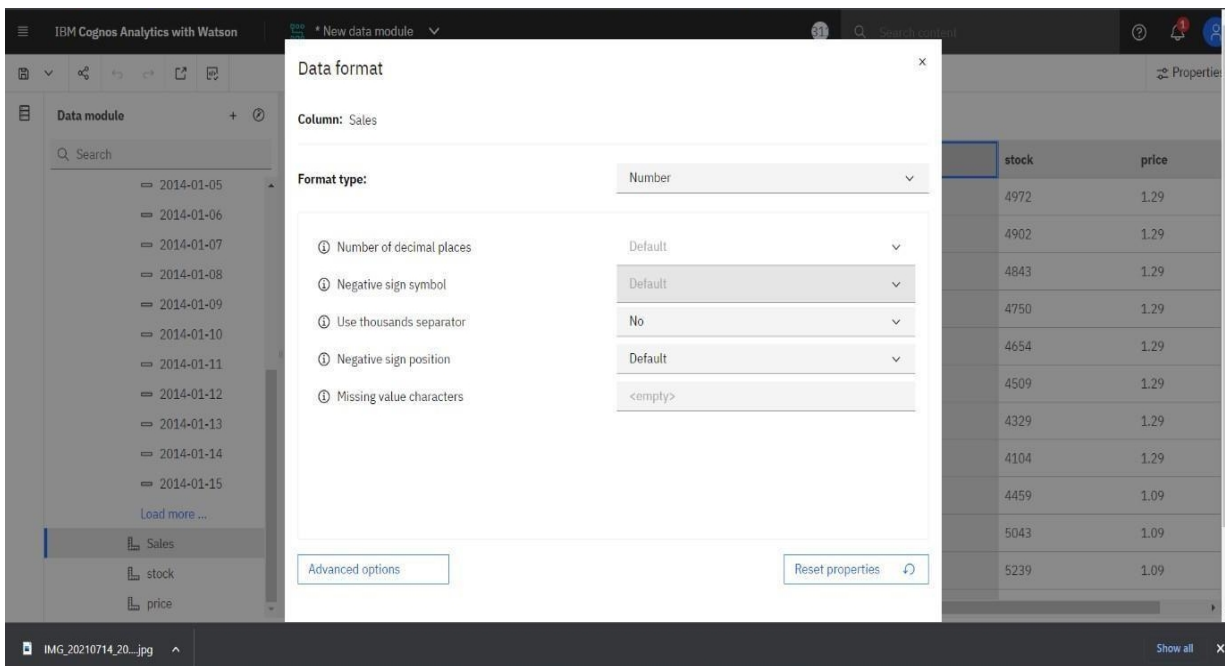 IBM Cognos Analytics with Watson
* New data module
31
Search content
1
Data format
Properties
Data module
Search
2014-01-05
2014-01-06
2014-01-07
2014-01-08
2014-01-09
2014-01-10
2014-01-11
2014-01-12
2014-01-13
2014-01-14
2014-01-15
Load more ...
Sales
stock
price
Column: Sales
Format type: Number
Number of decimal places Default
Negative sign symbol Default
Use thousands separator No
Negative sign position Default
Missing value characters <empty>
Advanced options
Reset properties
stock price
4972 1.29
4902 1.29
4843 1.29
4750 1.29
4654 1.29
4509 1.29
4329 1.29
4104 1.29
4459 1.09
5043 1.09
5239 1.09
IMG_20210714_20....jpg
Show all